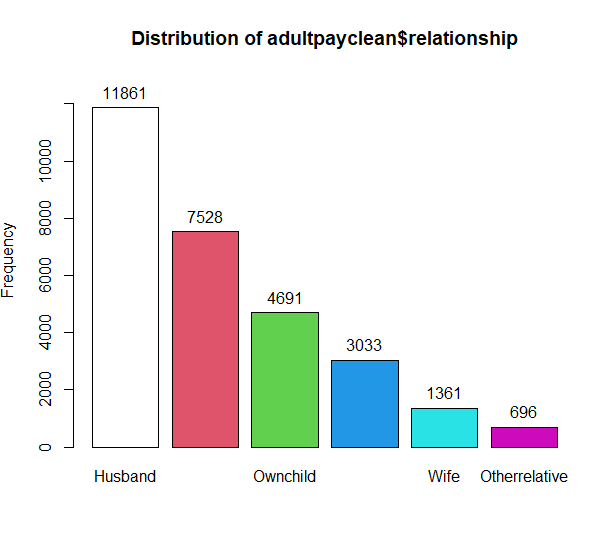 Distribution of adultpayclean$relationship
11861
7528
4691
3033
1361
696
Frequency
10000
8000
6000
4000
2000
0
Husband
Ownchild
Wife
Otherrelative